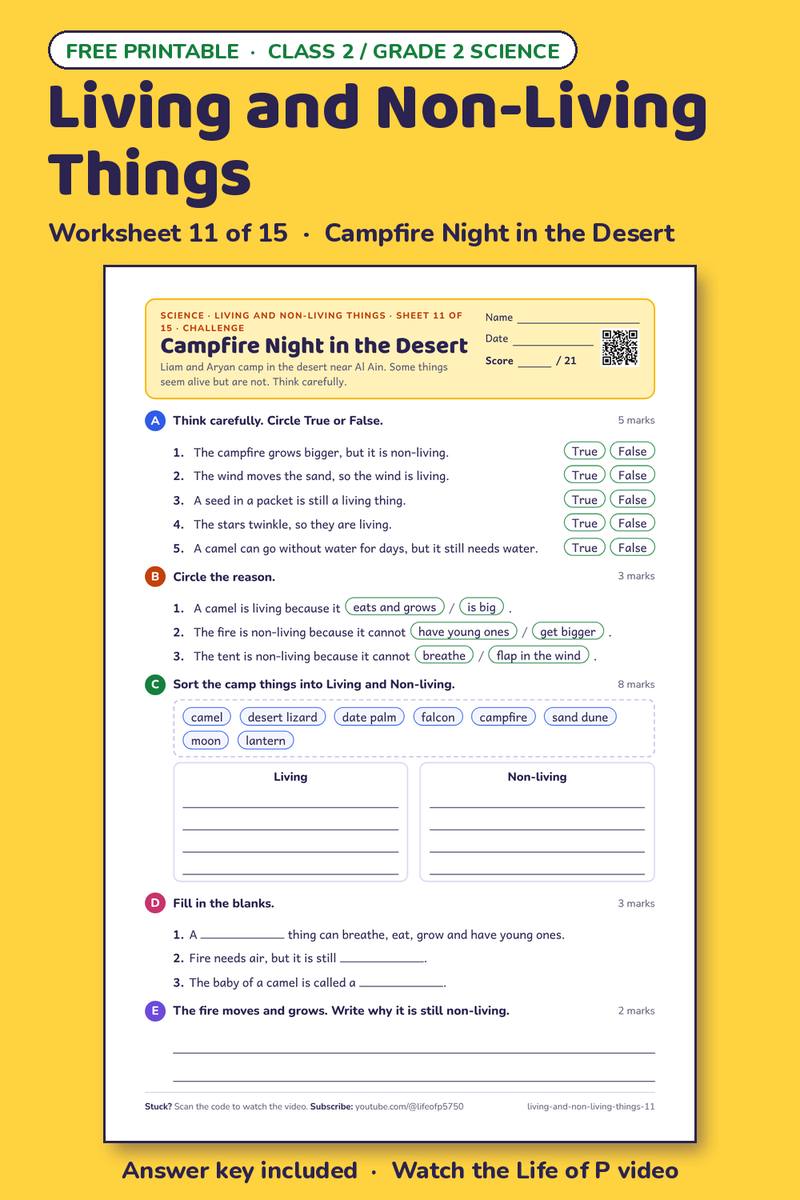 FREE PRINTABLE · CLASS 2 / GRADE 2 SCIENCE
Living and Non-Living
Things
Worksheet 11 of 15 · Campfire Night in the Desert
SCIENCE · LIVING AND NON-LIVING THINGS · SHEET 11 OF
15 · CHALLENGE
Campfire Night in the Desert
Liam and Aryan camp in the desert near Al Ain. Some things
seem alive but are not. Think carefully.
Name
Date
Score ______ / 21
A Think carefully. Circle True or False. 5 marks
1. The campfire grows bigger, but it is non-living. True False
2. The wind moves the sand, so the wind is living. True False
3. A seed in a packet is still a living thing. True False
4. The stars twinkle, so they are living. True False
5. A camel can go without water for days, but it still needs water. True False
B Circle the reason. 3 marks
1. A camel is living because it eats and grows / is big .
2. The fire is non-living because it cannot have young ones / get bigger .
3. The tent is non-living because it cannot breathe / flap in the wind .
C Sort the camp things into Living and Non-living. 8 marks
camel desert lizard date palm falcon campfire sand dune
moon lantern
Living Non-living
D Fill in the blanks. 3 marks
1. A ____________ thing can breathe, eat, grow and have young ones.
2. Fire needs air, but it is still ____________.
3. The baby of a camel is called a ____________.
E The fire moves and grows. Write why it is still non-living. 2 marks
Stuck? Scan the code to watch the video. Subscribe: youtube.com/@lifeofp5750 living-and-non-living-things-11
Answer key included · Watch the Life of P video